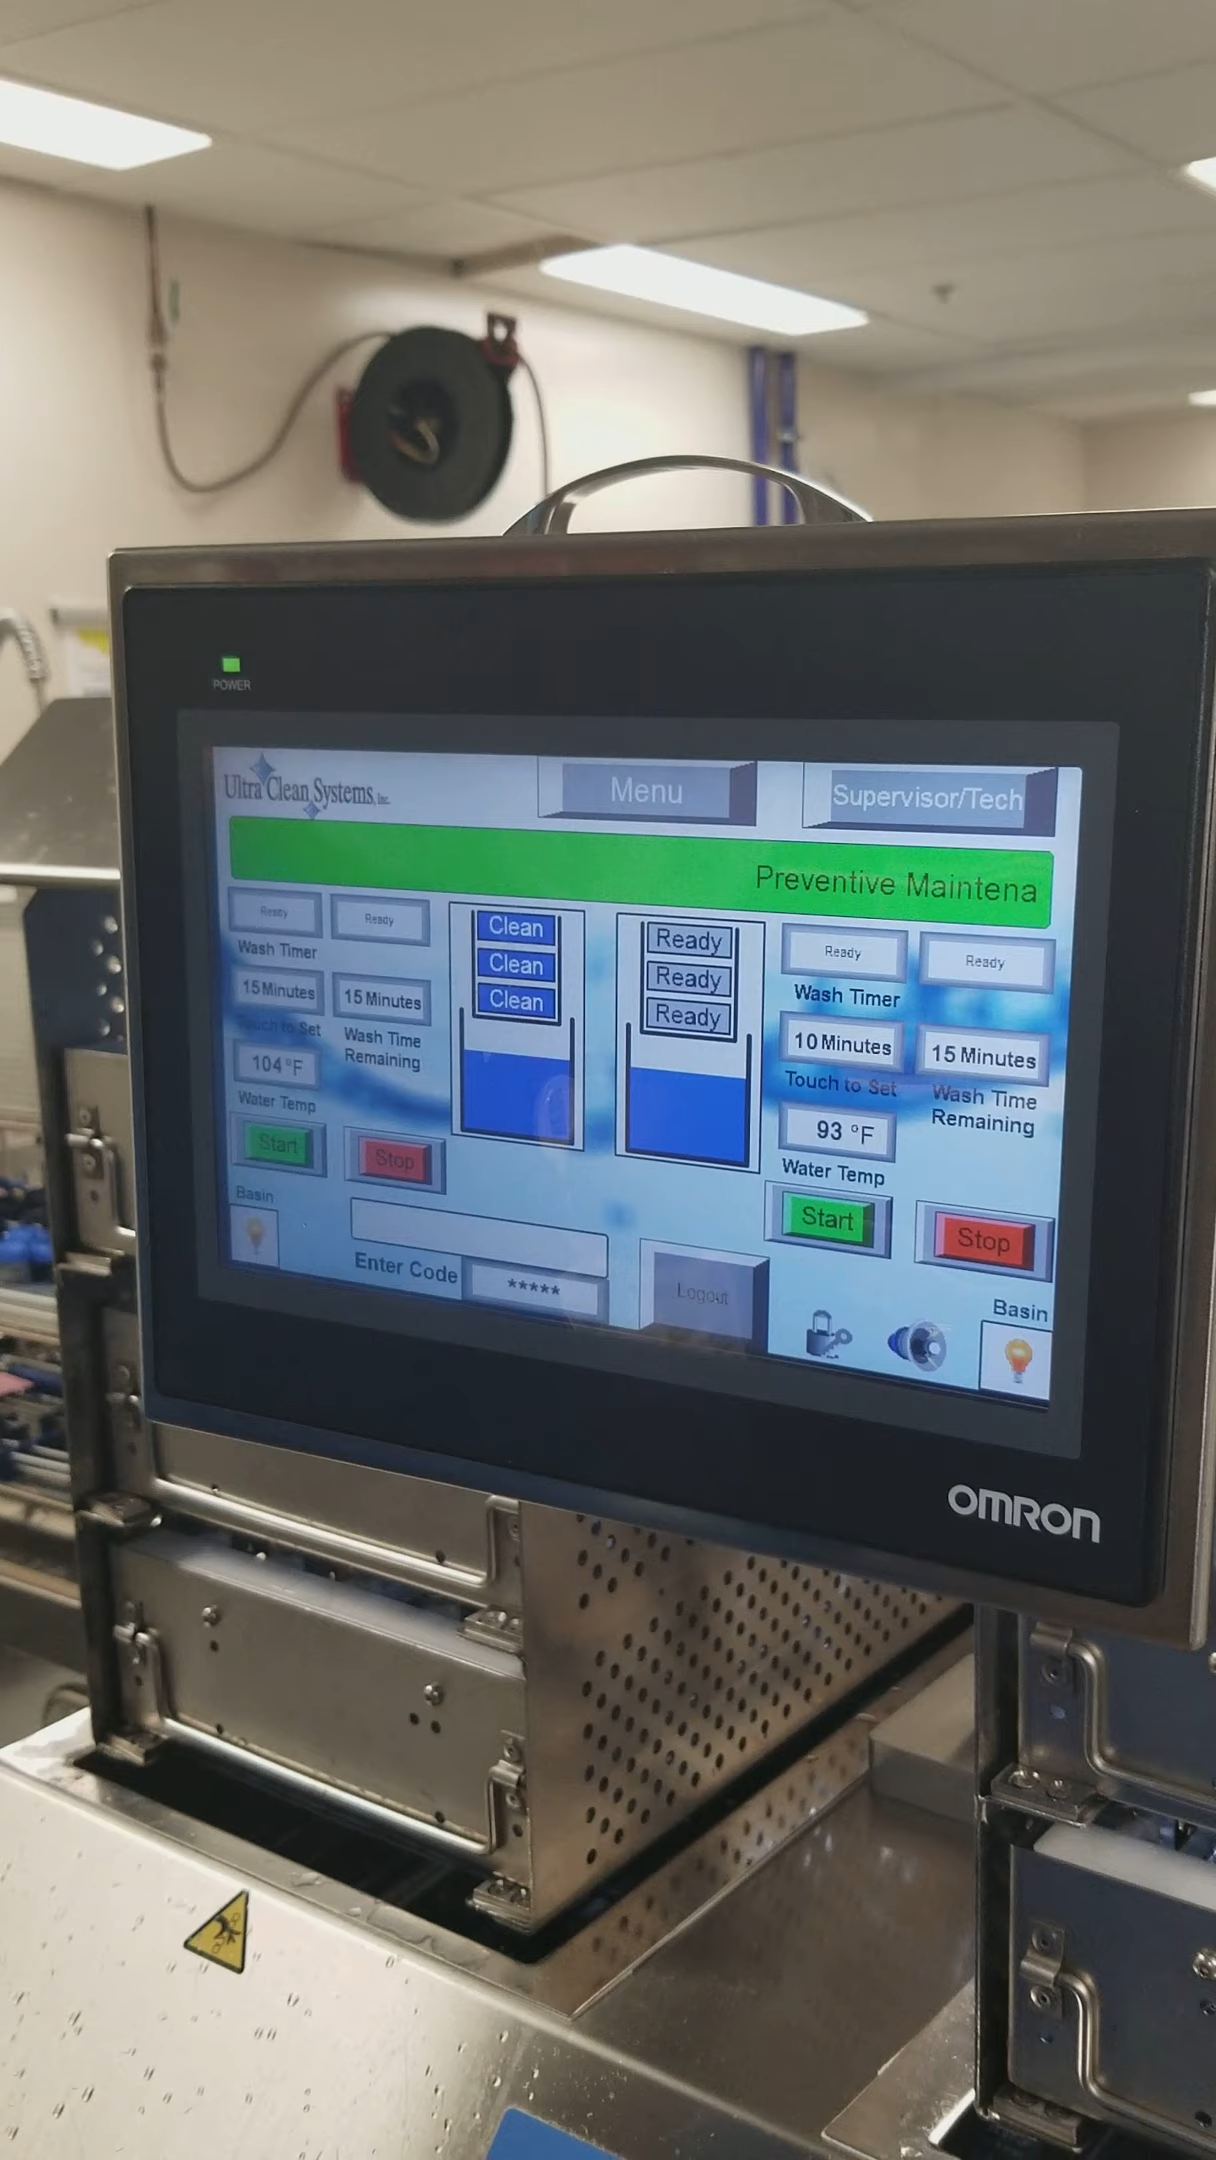 POWER
Ultra Clean Systems, Inc.
Menu
Supervisor/Tech
Preventive Maintena
Ready
Ready
Wash Timer
15 Minutes
15 Minutes
Touch to Set
Wash Time
Remaining
104 °F
Water Temp
Start
Stop
Basin
Clean
Clean
Clean
Ready
Ready
Ready
Ready
Ready
Wash Timer
10 Minutes
15 Minutes
Touch to Set
Wash Time
Remaining
93 °F
Water Temp
Start
Stop
Enter Code
*****
Logout
Basin
OMRON